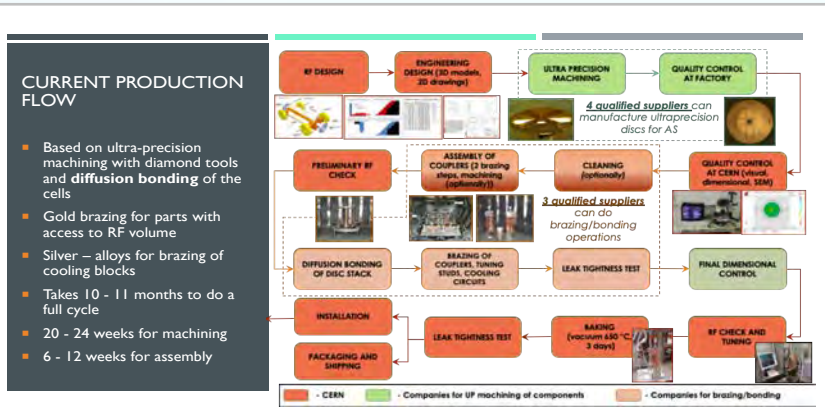 CURRENT PRODUCTION
FLOW
Based on ultra-precision
machining with diamond tools
and diffusion bonding of the
cells
Gold brazing for parts with
access to RF volume
Silver – alloys for brazing of
cooling blocks
Takes 10 - 11 months to do a
full cycle
20 - 24 weeks for machining
6 - 12 weeks for assembly
RF DESIGN
ENGINEERING
DESIGN (3D models,
2D drawings)
ULTRA PRECISION
MACHINING
QUALITY CONTROL
AT FACTORY
4 qualified suppliers can
manufacture ultraprecision
discs for AS
PRELIMINARY RF
CHECK
ASSEMBLY OF
COUPLERS (2 brazing
steps, machining
(optionally))
CLEANING
(optionally)
QUALITY CONTROL
AT CERN (visual,
dimensional, SEM)
3 qualified suppliers
can do
brazing/bonding
operations
DIFFUSION BONDING
OF DISC STACK
BRAZING OF
COUPLERS, TUNING
STUDS, COOLING
CIRCUITS
LEAK TIGHTNESS TEST
FINAL DIMENSIONAL
CONTROL
INSTALLATION
PACKAGING AND
SHIPPING
LEAK TIGHTNESS TEST
BAKING
(vacuum 650 °C,
3 days)
RF CHECK AND
TUNING
- CERN
- Companies for UP machining of components
- Companies for brazing/bonding